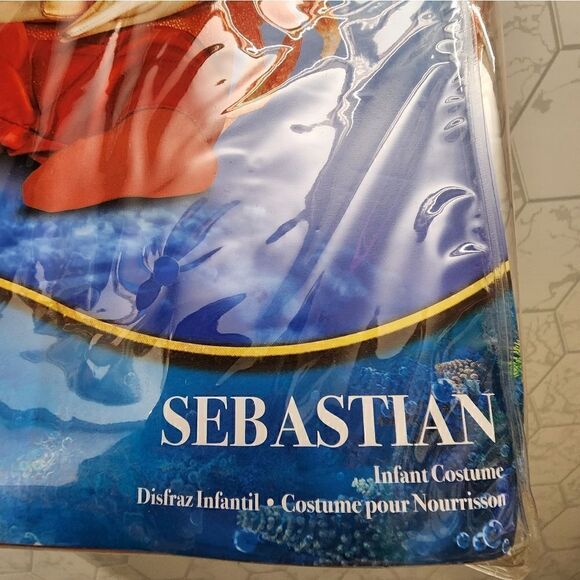 SEBASTIAN
Infant Costume
Disfraz Infantil • Costume pour Nourrisson